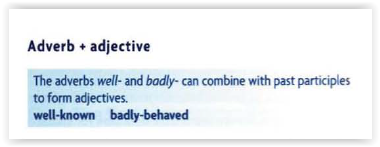 Adverb + adjective
The adverbs well- and badly- can combine with past participles
to form adjectives.
well-known badly-behaved